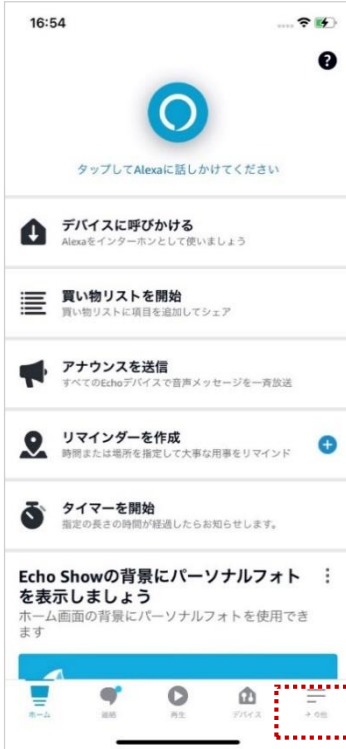 16:54
?
タップしてAlexaに話しかけてください
デバイスに呼びかける
Alexaをインターホンとして使いましょう
買い物リストを開始
買い物リストに項目を追加してシェア
アナウンスを送信
すべてのEchoデバイスで音声メッセージを一斉放送
リマインダーを作成
時間または場所を指定して大事な用事をリマインド
タイマーを開始
指定の長さの時間が経過したらお知らせします。
Echo Showの背景にパーソナルフォト
を表示しましょう
ホーム画面の背景にパーソナルフォトを使用でき
ます
ホーム
連絡
再生
デバイス
その他